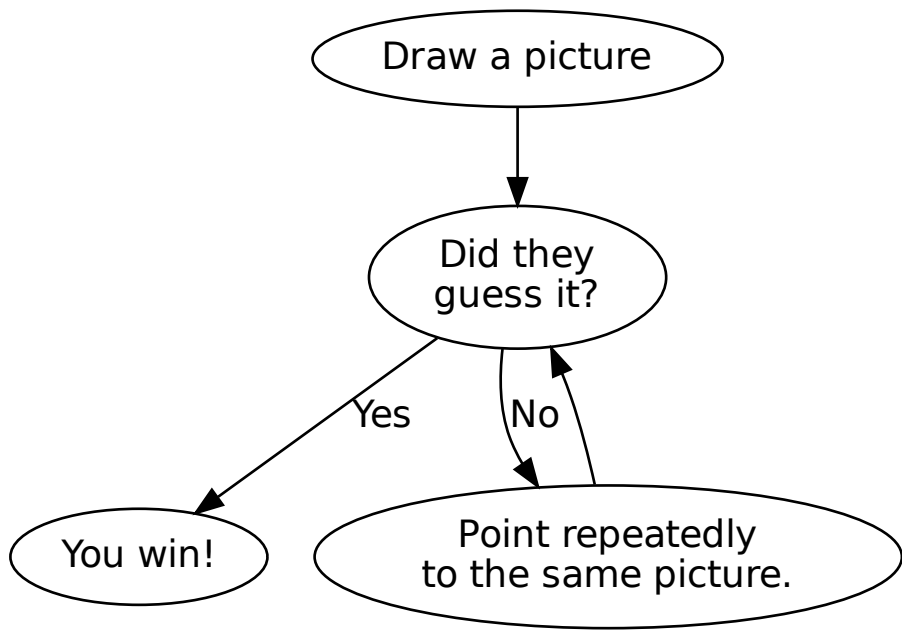 Draw a picture
Did they
guess it?
Yes
No
You win!
Point repeatedly
to the same picture.